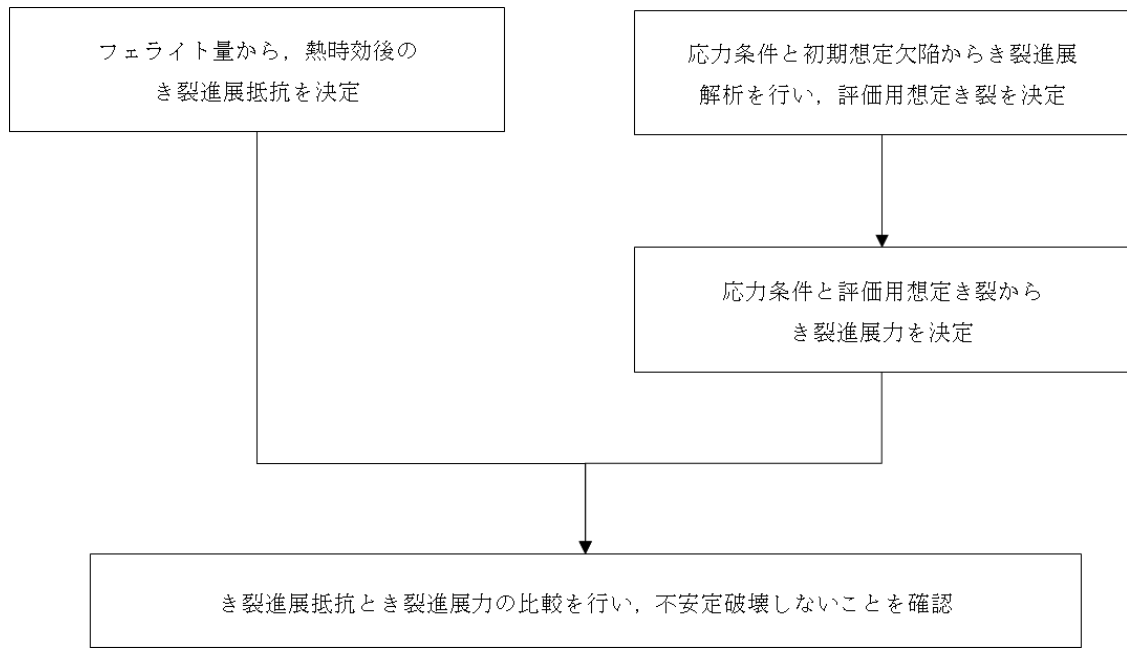 フェライト量から，熱時効後の
き裂進展抵抗を決定
応力条件と初期想定欠陥からき裂進展
解析を行い，評価用想定き裂を決定
応力条件と評価用想定き裂から
き裂進展力を決定
き裂進展抵抗とき裂進展力の比較を行い，不安定破壊しないことを確認